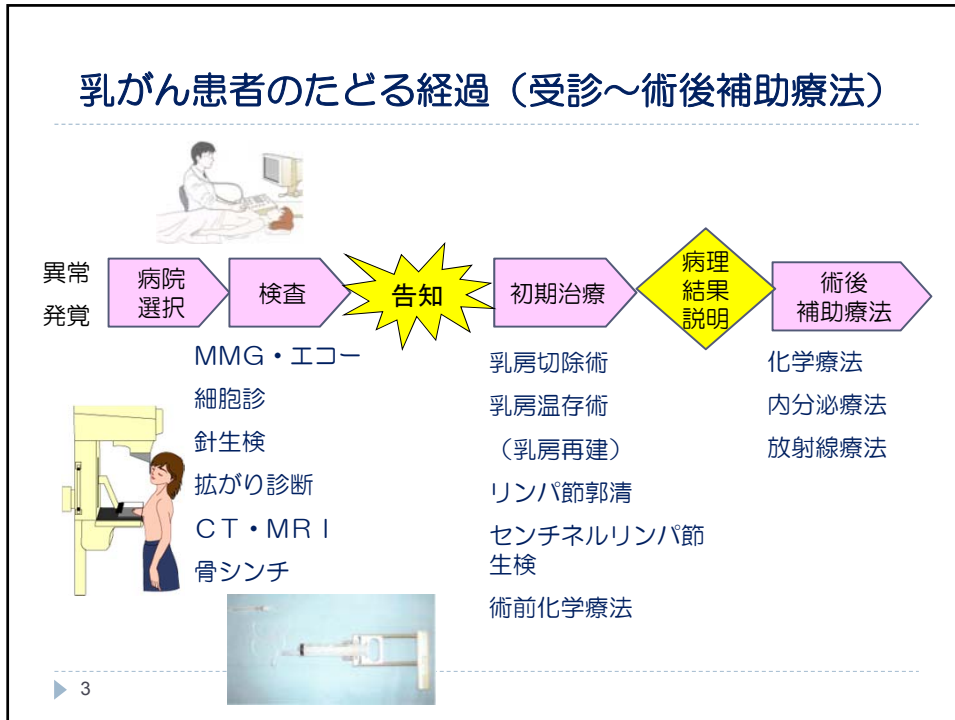 乳がん患者のたどる経過（受診～術後補助療法）
異常
発覚
病院
選択
検査
告知
初期治療
病理
結果
説明
術後
補助療法
ＭＭＧ・エコー
細胞診
針生検
拡がり診断
ＣＴ・ＭＲＩ
骨シンチ
乳房切除術
乳房温存術
（乳房再建）
リンパ節郭清
センチネルリンパ節
生検
術前化学療法
化学療法
内分泌療法
放射線療法
3